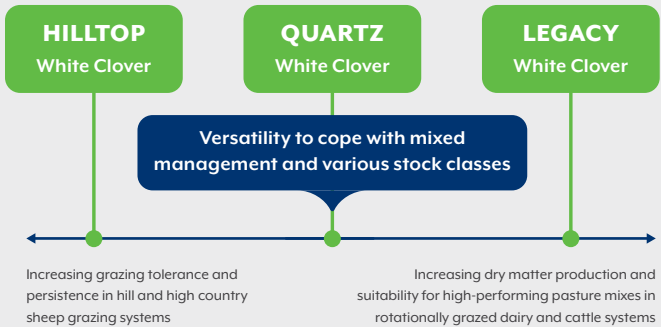 HILLTOP
White Clover
QUARTZ
White Clover
LEGACY
White Clover
Versatility to cope with mixed
management and various stock classes
Increasing grazing tolerance and
persistence in hill and high country
sheep grazing systems
Increasing dry matter production and
suitability for high-performing pasture mixes in
rotationally grazed dairy and cattle systems